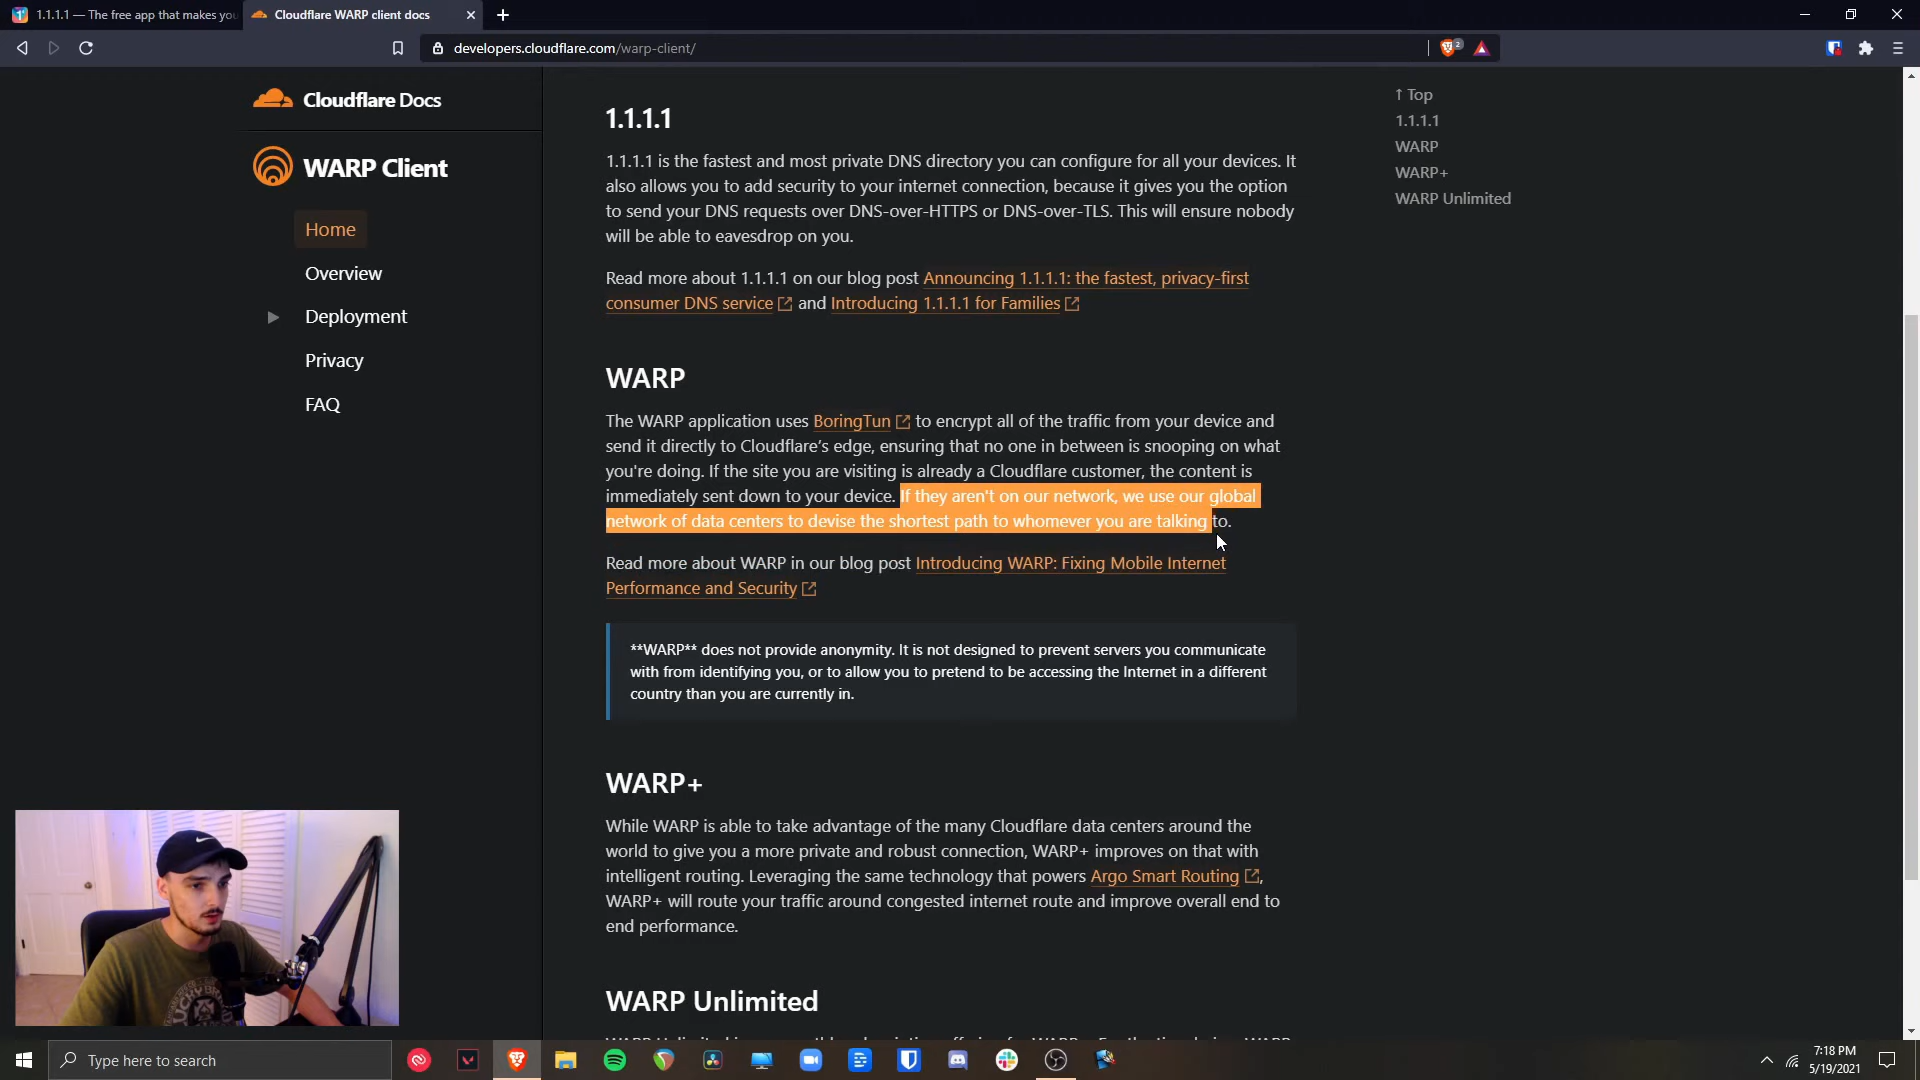 1.1.1.1 — The free app that makes you
Cloudflare WARP client docs
developers.cloudflare.com/warp-client/
2
Cloudflare Docs
WARP Client
Home
Overview
Deployment
Privacy
FAQ
1.1.1.1
1.1.1.1 is the fastest and most private DNS directory you can configure for all your devices. It
also allows you to add security to your internet connection, because it gives you the option
to send your DNS requests over DNS-over-HTTPS or DNS-over-TLS. This will ensure nobody
will be able to eavesdrop on you.
Read more about 1.1.1.1 on our blog post Announcing 1.1.1.1: the fastest, privacy-first
consumer DNS service and Introducing 1.1.1.1 for Families
WARP
The WARP application uses BoringTun to encrypt all of the traffic from your device and
send it directly to Cloudflare’s edge, ensuring that no one in between is snooping on what
you're doing. If the site you are visiting is already a Cloudflare customer, the content is
immediately sent down to your device. If they aren't on our network, we use our global
network of data centers to devise the shortest path to whomever you are talking to.
Read more about WARP in our blog post Introducing WARP: Fixing Mobile Internet
Performance and Security
**WARP** does not provide anonymity. It is not designed to prevent servers you communicate
with from identifying you, or to allow you to pretend to be accessing the Internet in a different
country than you are currently in.
WARP+
While WARP is able to take advantage of the many Cloudflare data centers around the
world to give you a more private and robust connection, WARP+ improves on that with
intelligent routing. Leveraging the same technology that powers Argo Smart Routing,
WARP+ will route your traffic around congested internet route and improve overall end to
end performance.
WARP Unlimited
↑ Top
1.1.1.1
WARP
WARP+
WARP Unlimited
Type here to search
7:18 PM
5/19/2021